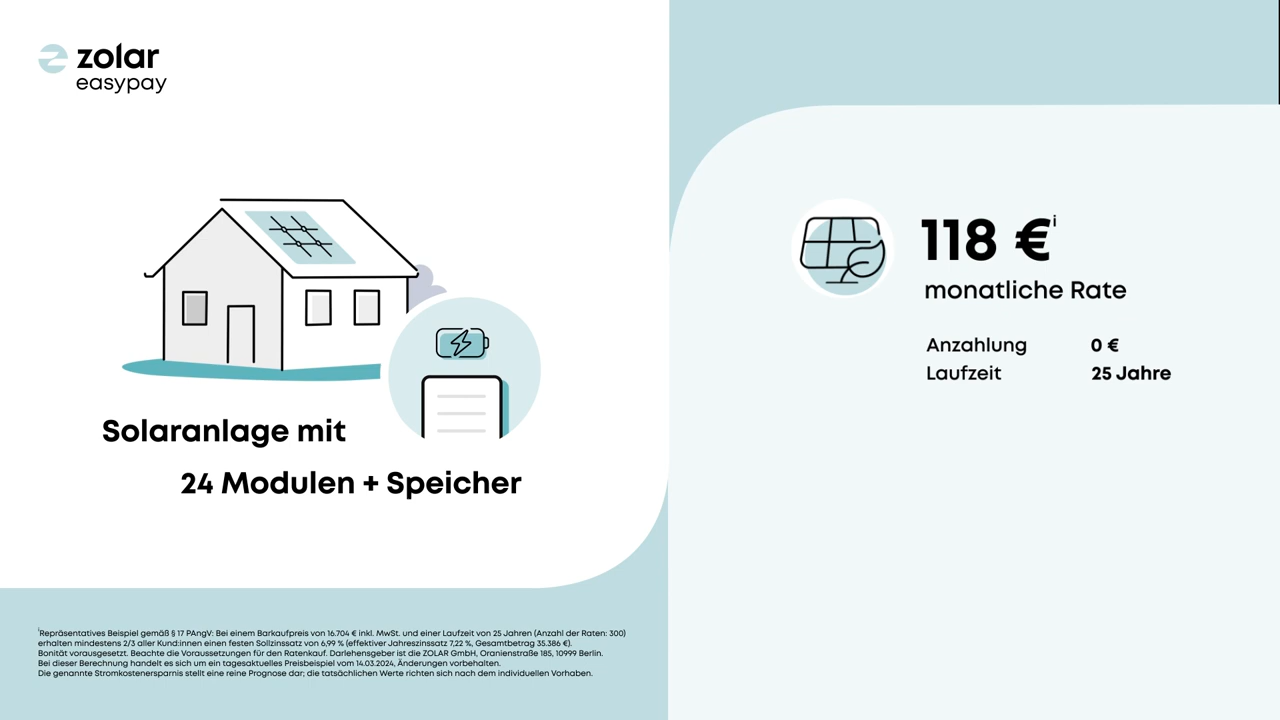 zolar
easypay
Solaranlage mit
24 Modulen + Speicher
118 €i
monatliche Rate
Anzahlung 0 €
Laufzeit 25 Jahre
iRepräsentatives Beispiel gemäß § 17 PAngV: Bei einem Barkaufpreis von 16.704 € inkl. MwSt. und einer Laufzeit von 25 Jahren (Anzahl der Raten: 300)
erhalten mindestens 2/3 aller Kund:innen einen festen Sollzinssatz von 6,99 % (effektiver Jahreszinssatz 7,22 %, Gesamtbetrag 35.386 €).
Bonität vorausgesetzt. Beachte die Voraussetzungen für den Ratenkauf. Darlehensgeber ist die ZOLAR GmbH, Oranienstraße 185, 10999 Berlin.
Bei dieser Berechnung handelt es sich um ein tagesaktuelles Preisbeispiel vom 14.03.2024, Änderungen vorbehalten.
Die genannte Stromkostenersparnis stellt eine reine Prognose dar; die tatsächlichen Werte richten sich nach dem individuellen Vorhaben.